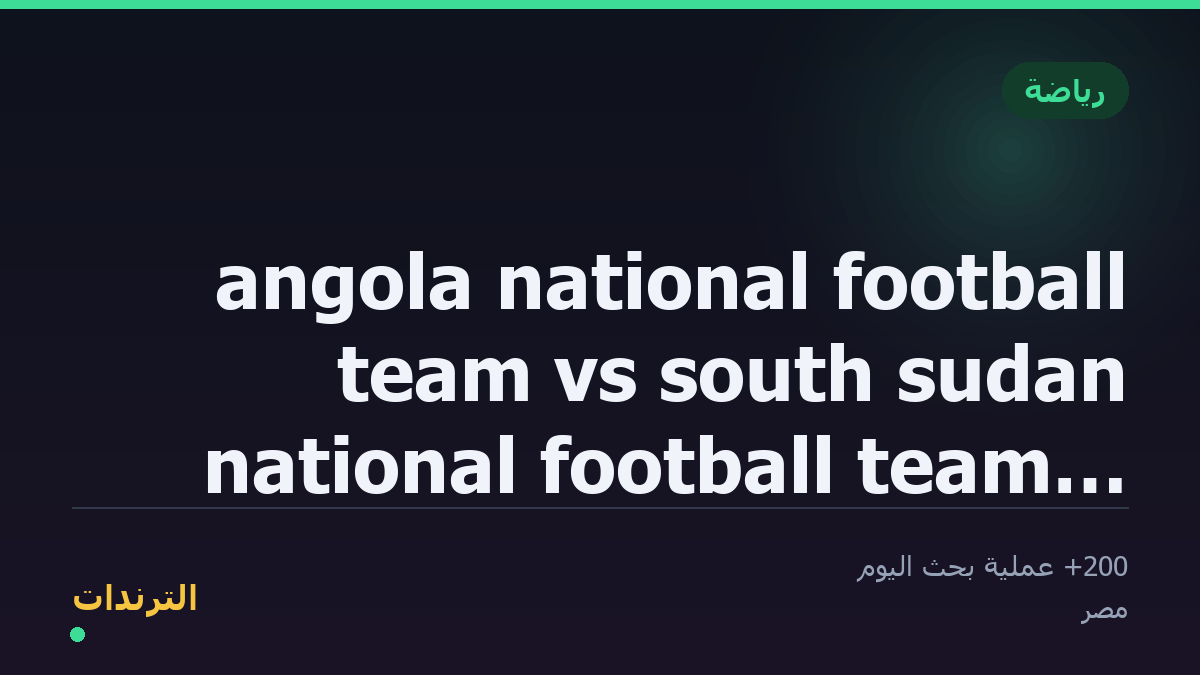 رياضة
angola national football
team vs south sudan
national football team...
200+ عملية بحث اليوم
مصر
الترندات